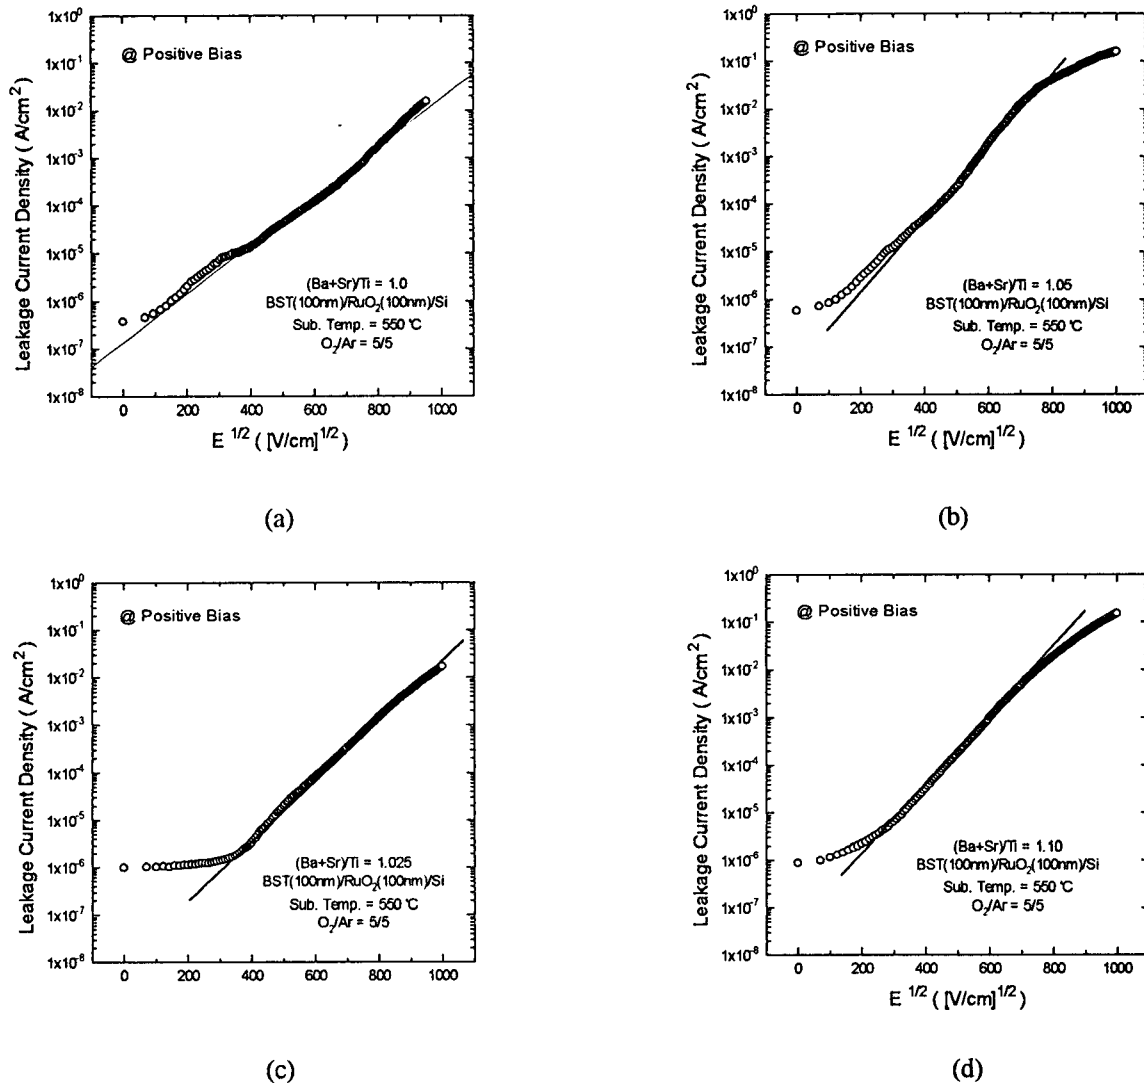 Leakage Current Density ( A/cm²)
1x10⁰
1x10⁻¹
1x10⁻²
1x10⁻³
1x10⁻⁴
1x10⁻⁵
1x10⁻⁶
1x10⁻⁷
1x10⁻⁸
@ Positive Bias
(Ba+Sr)/Ti = 1.0
BST(100nm)/RuO₂(100nm)/Si
Sub. Temp. = 550 ℃
O₂/Ar = 5/5
0 200 400 600 800 1000
E ¹/² ( [V/cm]¹/²)
(a)
Leakage Current Density ( A/cm²)
1x10⁰
1x10⁻¹
1x10⁻²
1x10⁻³
1x10⁻⁴
1x10⁻⁵
1x10⁻⁶
1x10⁻⁷
1x10⁻⁸
@ Positive Bias
(Ba+Sr)/Ti = 1.05
BST(100nm)/RuO₂(100nm)/Si
Sub. Temp. = 550 ℃
O₂/Ar = 5/5
0 200 400 600 800 1000
E ¹/² ( [V/cm]¹/²)
(b)
Leakage Current Density ( A/cm²)
1x10⁰
1x10⁻¹
1x10⁻²
1x10⁻³
1x10⁻⁴
1x10⁻⁵
1x10⁻⁶
1x10⁻⁷
1x10⁻⁸
@ Positive Bias
(Ba+Sr)/Ti = 1.025
BST(100nm)/RuO₂(100nm)/Si
Sub. Temp. = 550 ℃
O₂/Ar = 5/5
0 200 400 600 800 1000
(c)
Leakage Current Density ( A/cm²)
1x10⁰
1x10⁻¹
1x10⁻²
1x10⁻³
1x10⁻⁴
1x10⁻⁵
1x10⁻⁶
1x10⁻⁷
1x10⁻⁸
@ Positive Bias
(Ba+Sr)/Ti = 1.10
BST(100nm)/RuO₂(100nm)/Si
Sub. Temp. = 550 ℃
O₂/Ar = 5/5
0 200 400 600 800 1000
E ¹/² ( [V/cm]¹/²)
(d)